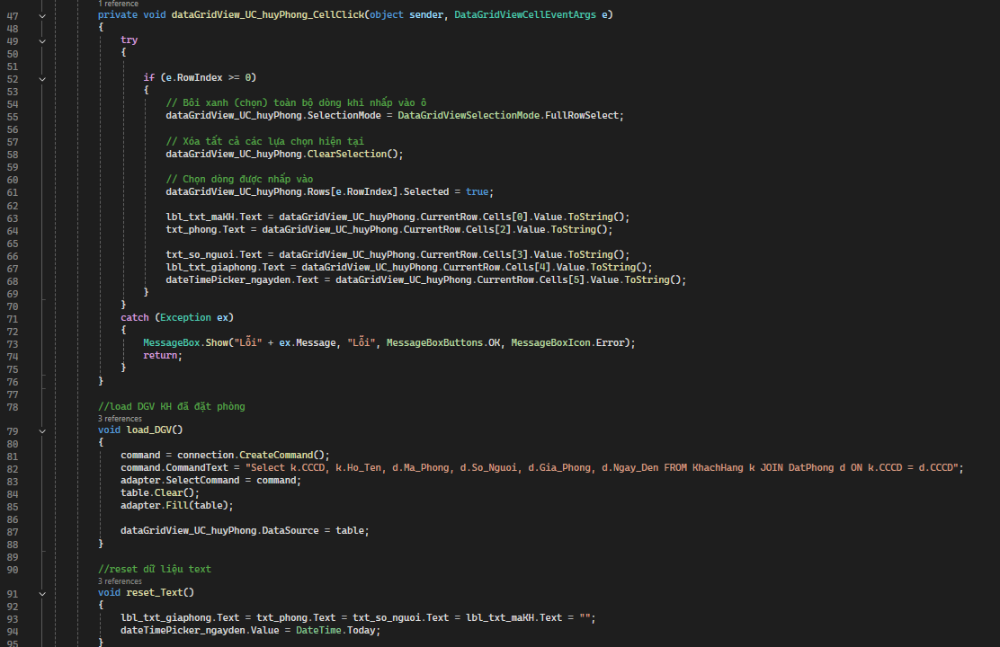 1 reference
47 private void dataGridView_UC_huyPhong_CellClick(object sender, DataGridViewCellEventArgs e)
48 {
49 try
50 {
51
52 if (e.RowIndex >= 0)
53 {
54 // Bôi xanh (chọn) toàn bộ dòng khi nhấp vào ô
55 dataGridView_UC_huyPhong.SelectionMode = DataGridViewSelectionMode.FullRowSelect;
56
57 // Xóa tất cả các lựa chọn hiện tại
58 dataGridView_UC_huyPhong.ClearSelection();
59
60 // Chọn dòng được nhấp vào
61 dataGridView_UC_huyPhong.Rows[e.RowIndex].Selected = true;
62
63 lbl_txt_maKH.Text = dataGridView_UC_huyPhong.CurrentRow.Cells[0].Value.ToString();
64 txt_phong.Text = dataGridView_UC_huyPhong.CurrentRow.Cells[2].Value.ToString();
65
66 txt_so_nguoi.Text = dataGridView_UC_huyPhong.CurrentRow.Cells[3].Value.ToString();
67 lbl_txt_giaphong.Text = dataGridView_UC_huyPhong.CurrentRow.Cells[4].Value.ToString();
68 dateTimePicker_ngayden.Text = dataGridView_UC_huyPhong.CurrentRow.Cells[5].Value.ToString();
69 }
70 }
71 catch (Exception ex)
72 {
73 MessageBox.Show("Lỗi" + ex.Message, "Lỗi", MessageBoxButtons.OK, MessageBoxIcon.Error);
74 return;
75 }
76 }
77
78 //load DGV KH đã đặt phòng
3 references
79 void load_DGV()
80 {
81 command = connection.CreateCommand();
82 command.CommandText = "Select k.CCCD, k.Ho_Ten, d.Ma_Phong, d.So_Nguoi, d.Gia_Phong, d.Ngay_Den FROM KhachHang k JOIN DatPhong d ON k.CCCD = d.CCCD";
83 adapter.SelectCommand = command;
84 table.Clear();
85 adapter.Fill(table);
86
87 dataGridView_UC_huyPhong.DataSource = table;
88 }
89
90 //reset dữ liệu text
3 references
91 void reset_Text()
92 {
93 lbl_txt_giaphong.Text = txt_phong.Text = txt_so_nguoi.Text = lbl_txt_maKH.Text = "";
94 dateTimePicker_ngayden.Value = DateTime.Today;
95 }